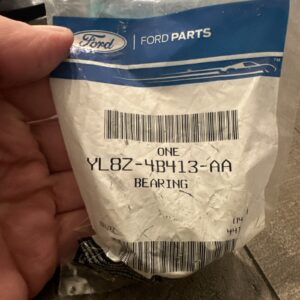 Ford
FORD PARTS
ONE
YL8Z-4B413-AA
BEARING